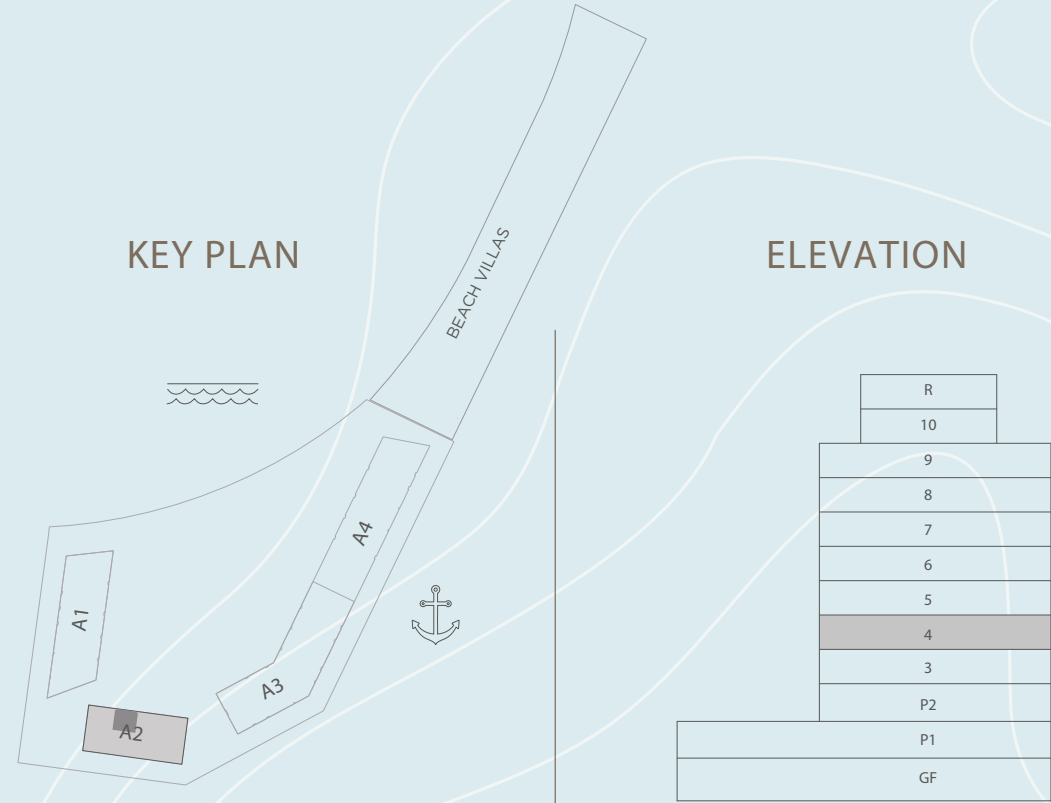 KEY PLAN
ELEVATION
BEACH VILLAS
A4
A1
A3
A2
R
10
9
8
7
6
5
4
3
P2
P1
GF